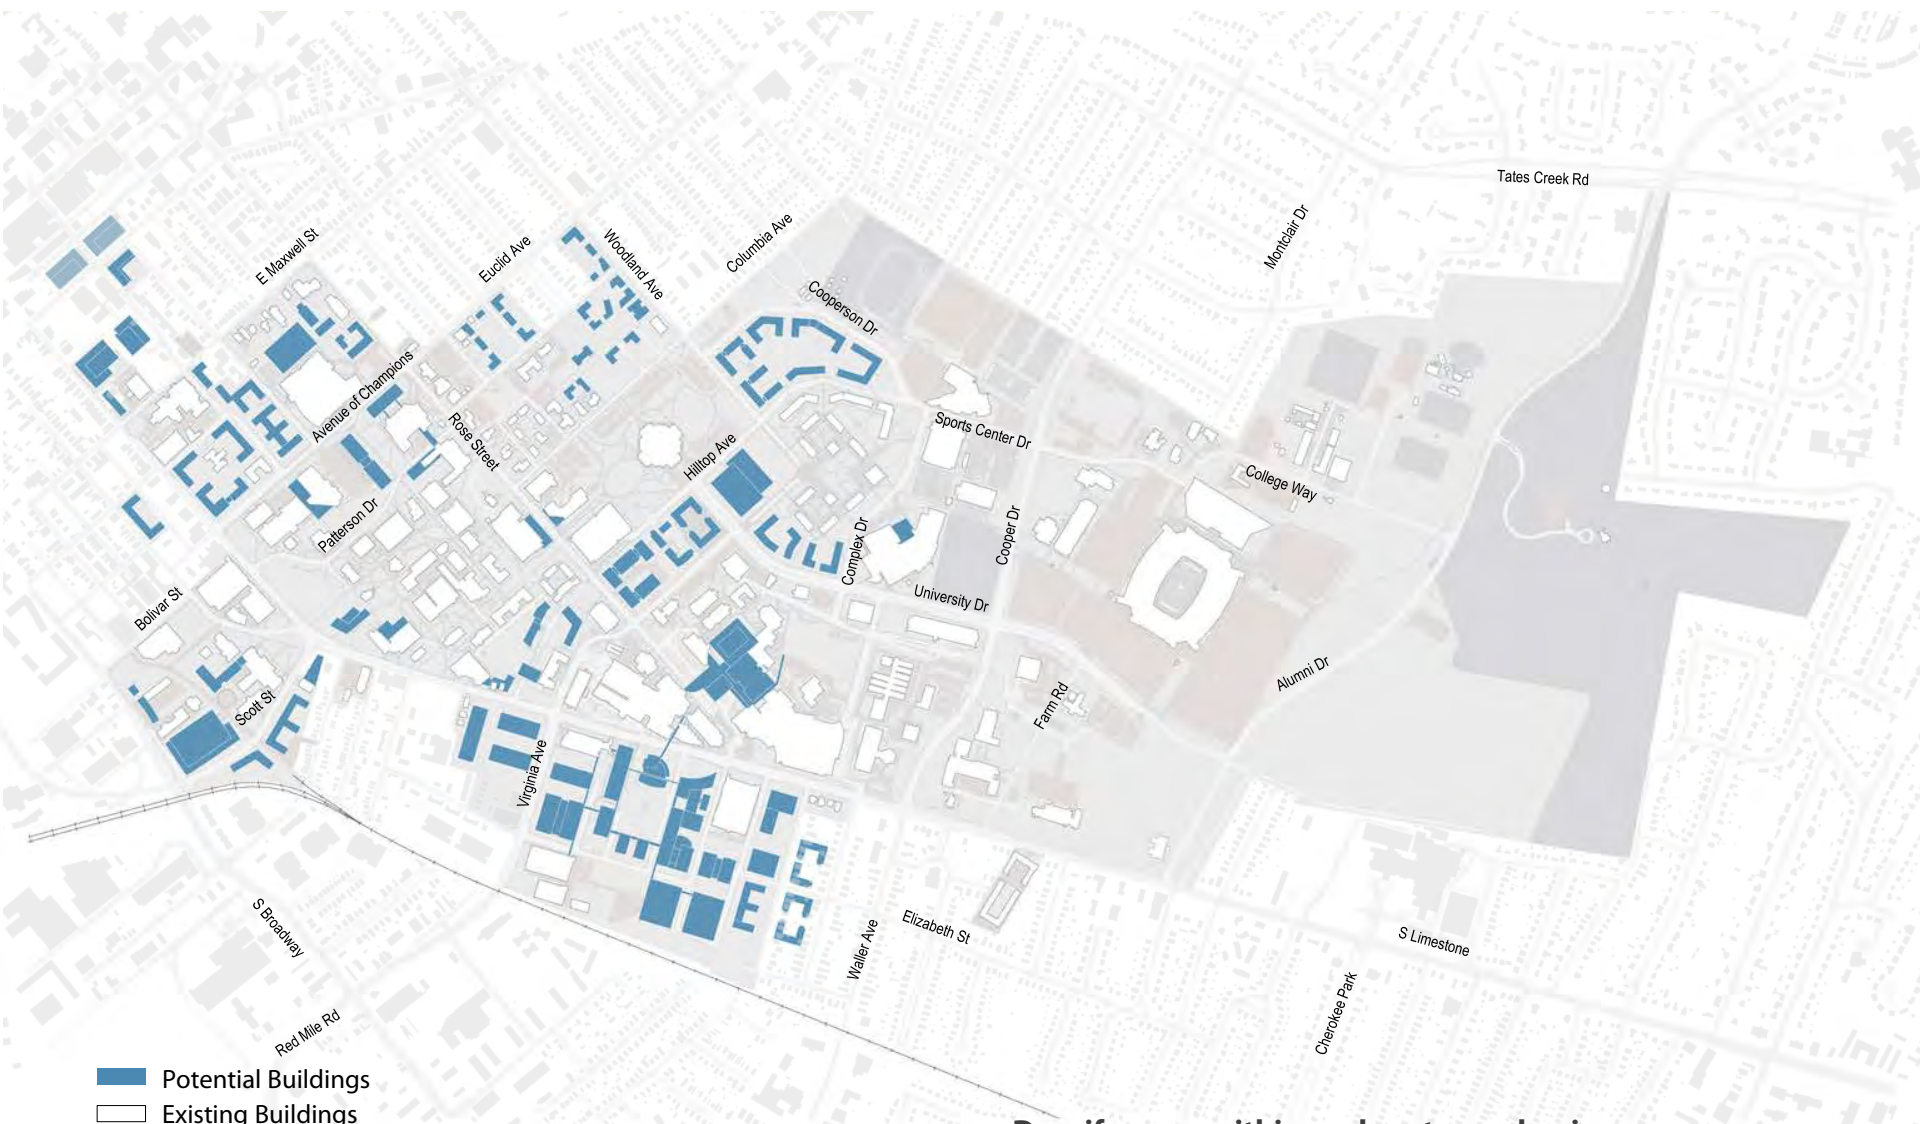 Tates Creek Rd
Montclair Dr
Columbia Ave
E Maxwell St
Euclid Ave
Woodland Ave
Cooperson Dr
Avenue of Champions
Rose Street
Sports Center Dr
Hilltop Ave
College Way
Patterson Dr
Complex Dr
Cooper Dr
University Dr
Bolivar St
Scott St
Farm Rd
Alumni Dr
Virginia Ave
S Broadway
Elizabeth St
Waller Ave
S Limestone
Cherokee Park
Red Mile Rd
Potential Buildings
Existing Buildings